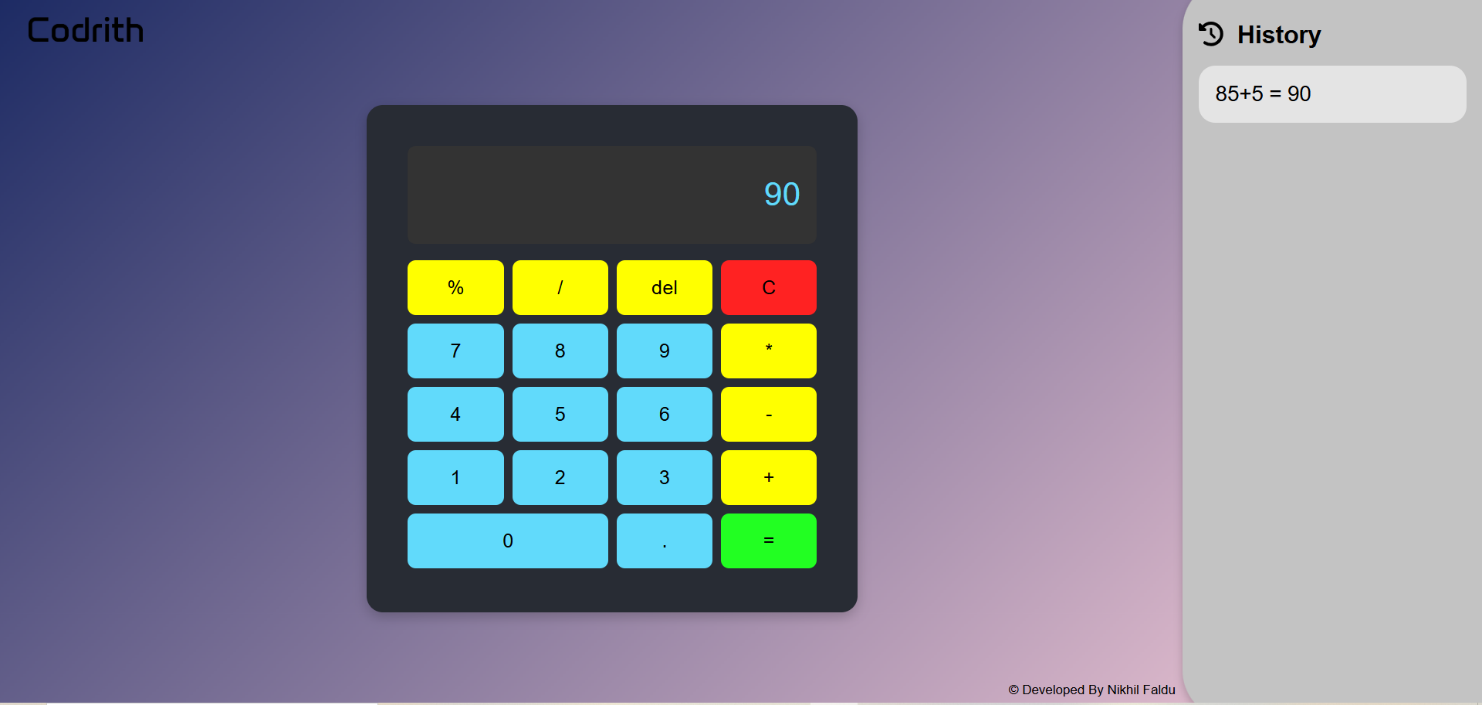 Codrith
History
85+5 = 90
90
% / del C
7 8 9 *
4 5 6 -
1 2 3 +
0 . =
© Developed By Nikhil Faldu